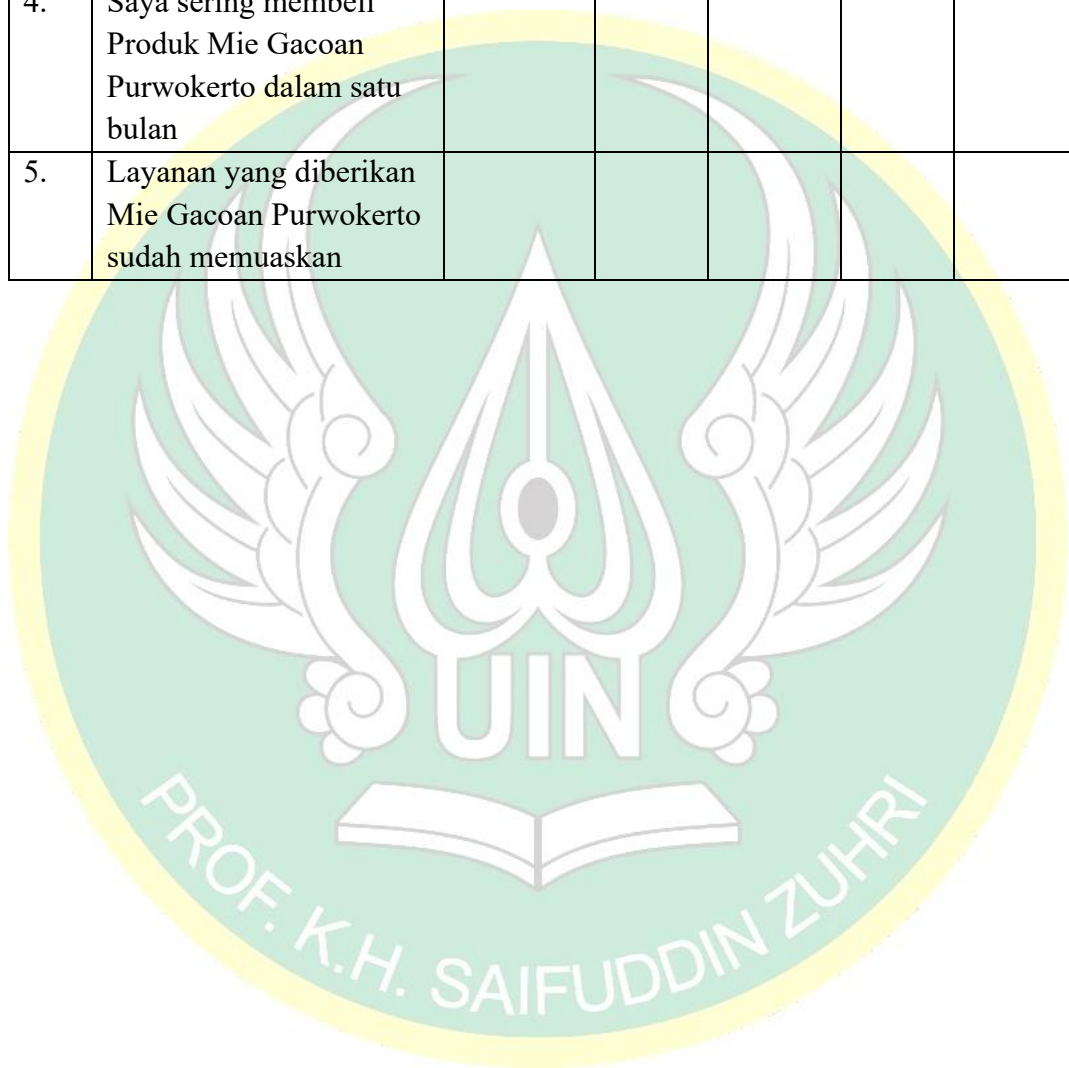 4. Saya sering membeli
Produk Mie Gacoan
Purwokerto dalam satu
bulan
5. Layanan yang diberikan
Mie Gacoan Purwokerto
sudah memuaskan
UIN
PROF. K.H. SAIFUDDIN ZUHRI